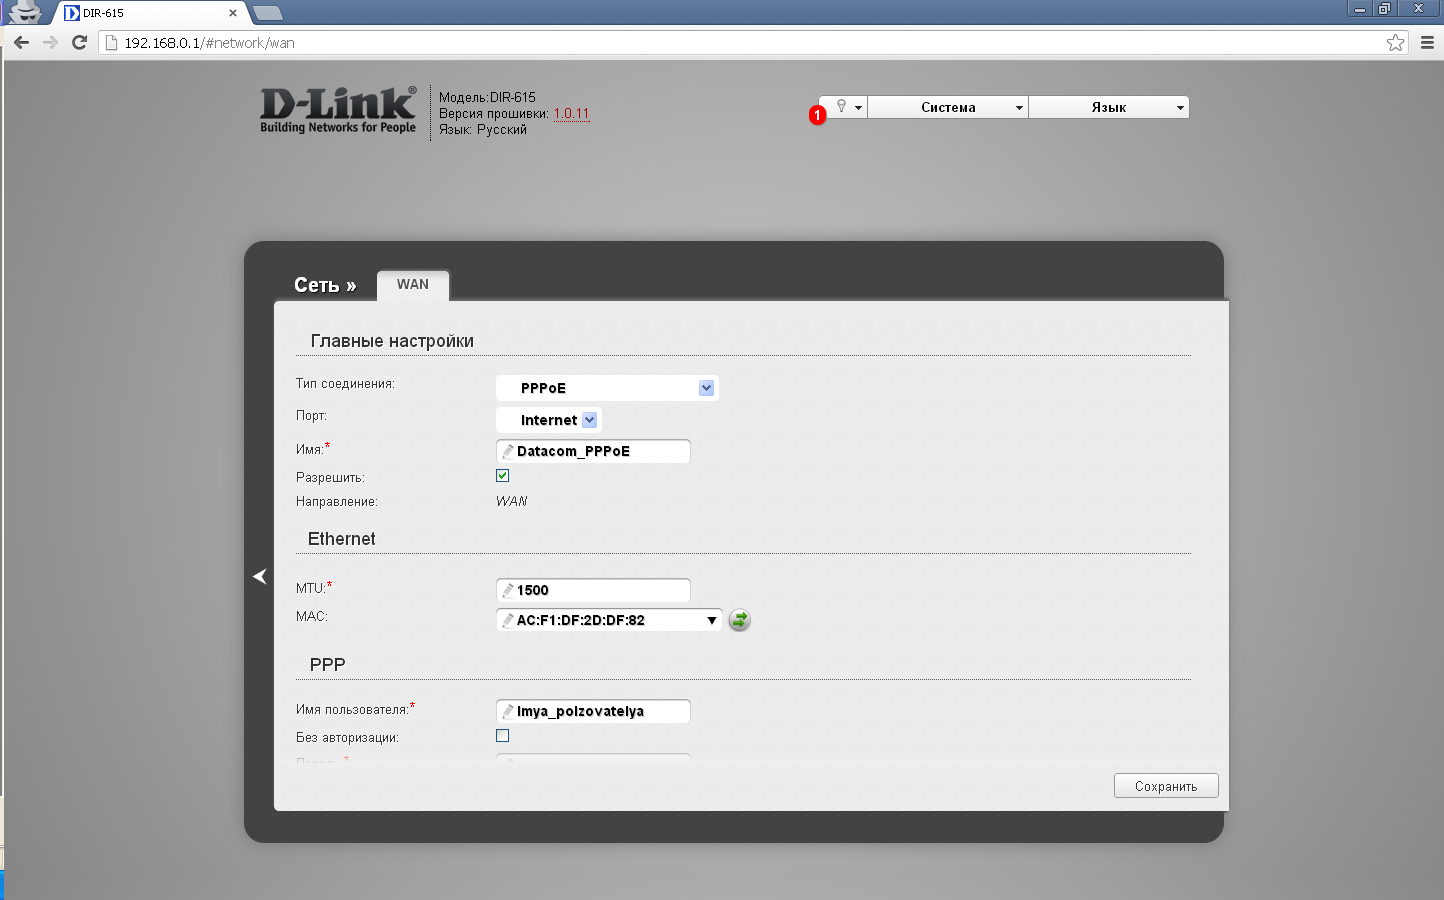 DIR-615
192.168.0.1/#network/wan
D-Link
Building Networks for People
Модель:DIR-615
Версия прошивки: 1.0.11
Язык: Русский
1
Система
Язык
Сеть »
WAN
Главные настройки
Тип соединения:
PPPoE
Порт:
Internet
Имя:*
Datacom_PPPoE
Разрешить:
Направление:
WAN
Ethernet
MTU:*
1500
MAC:
AC:F1:DF:2D:DF:82
PPP
Имя пользователя:*
Imya_polzovatelya
Без авторизации:
Сохранить